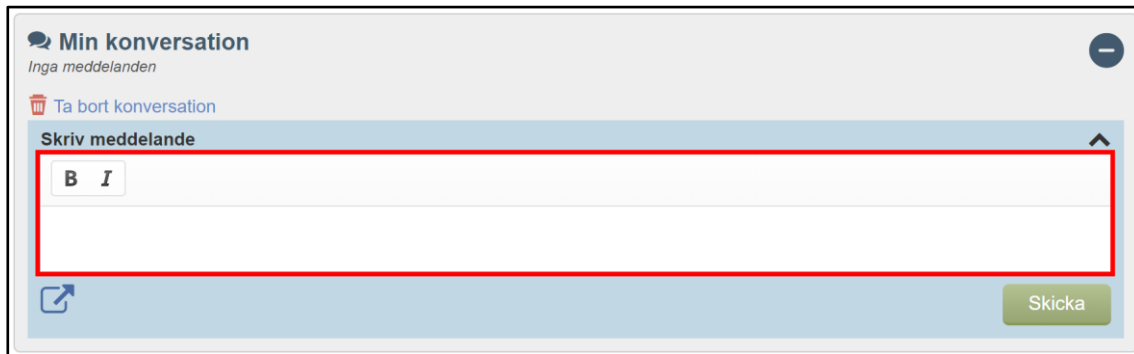 Min konversation
Inga meddelanden
Ta bort konversation
Skriv meddelande
B I
Skicka